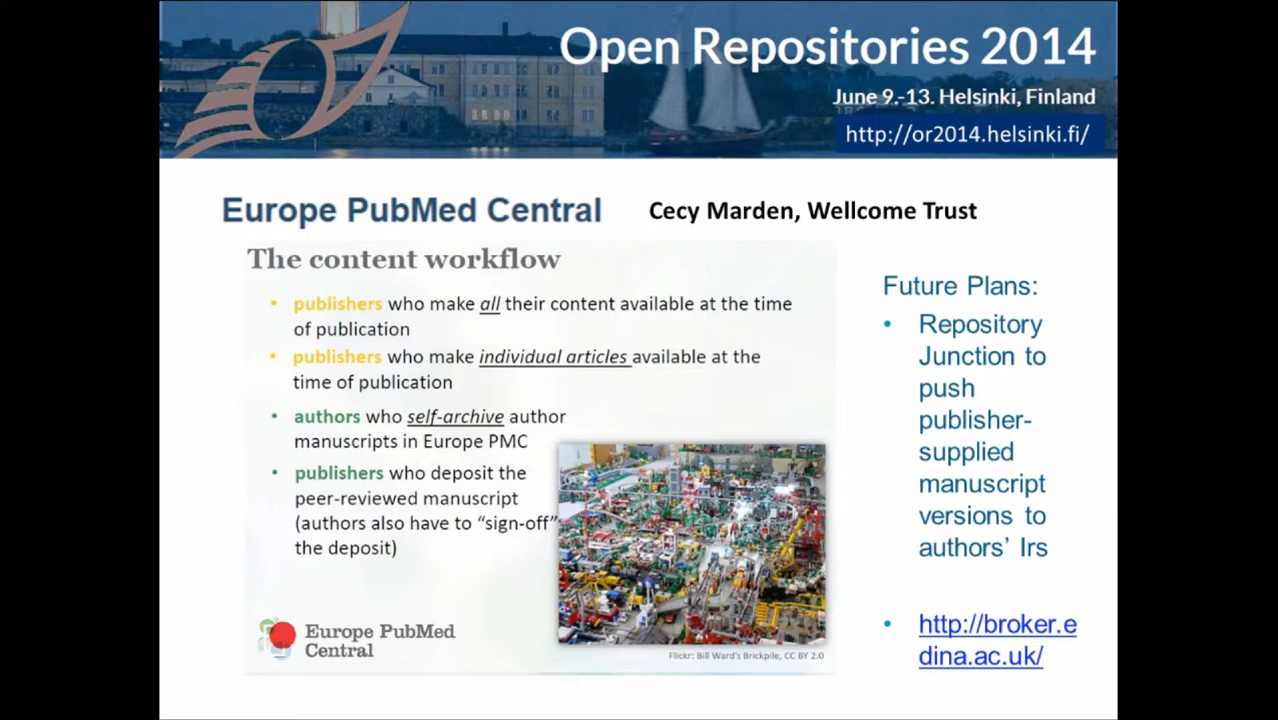 Open Repositories 2014
June 9.-13. Helsinki, Finland
http://or2014.helsinki.fi/
Europe PubMed Central
Cecy Marden, Wellcome Trust
The content workflow
• publishers who make all their content available at the time
of publication
• publishers who make individual articles available at the
time of publication
• authors who self-archive author
manuscripts in Europe PMC
• publishers who deposit the
peer-reviewed manuscript
(authors also have to “sign-off”
the deposit)
Europe PubMed
Central
Flickr: Bill Ward's Brickpile, CC BY 2.0
Future Plans:
• Repository
Junction to
push
publisher-
supplied
manuscript
versions to
authors’ Irs
• http://broker.e
dina.ac.uk/